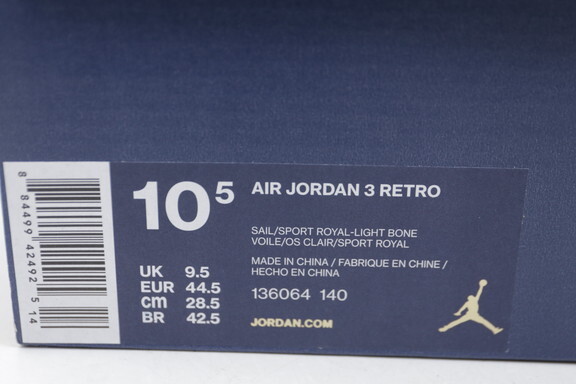 8 84499 42492 5 14
10 5
AIR JORDAN 3 RETRO
SAIL/SPORT ROYAL-LIGHT BONE
VOILE/OS CLAIR/SPORT ROYAL
MADE IN CHINA / FABRIQUE EN CHINE /
HECHO EN CHINA
136064 140
JORDAN.COM
UK 9.5
EUR 44.5
cm 28.5
BR 42.5